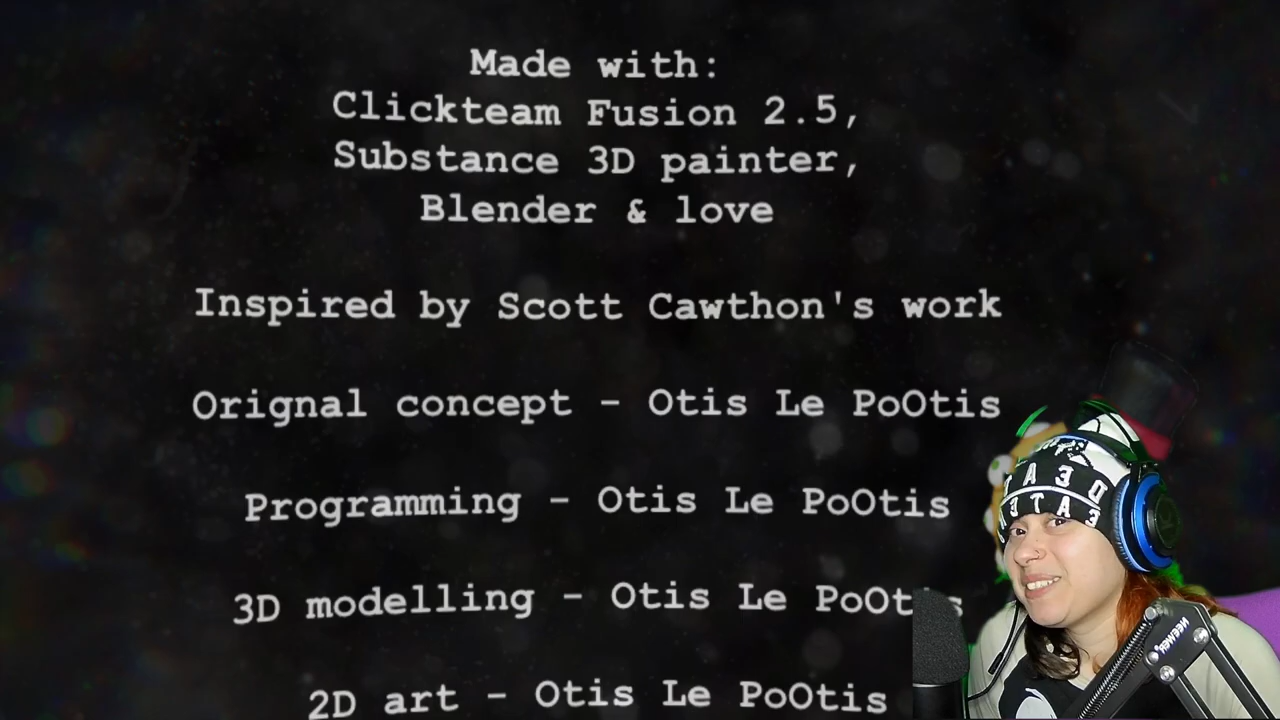 Made with:
Clickteam Fusion 2.5,
Substance 3D painter,
Blender & love
Inspired by Scott Cawthon's work
Orignal concept - Otis Le PoOtis
Programming - Otis Le PoOtis
3D modelling - Otis Le PoOtis
2D art - Otis Le PoOtis